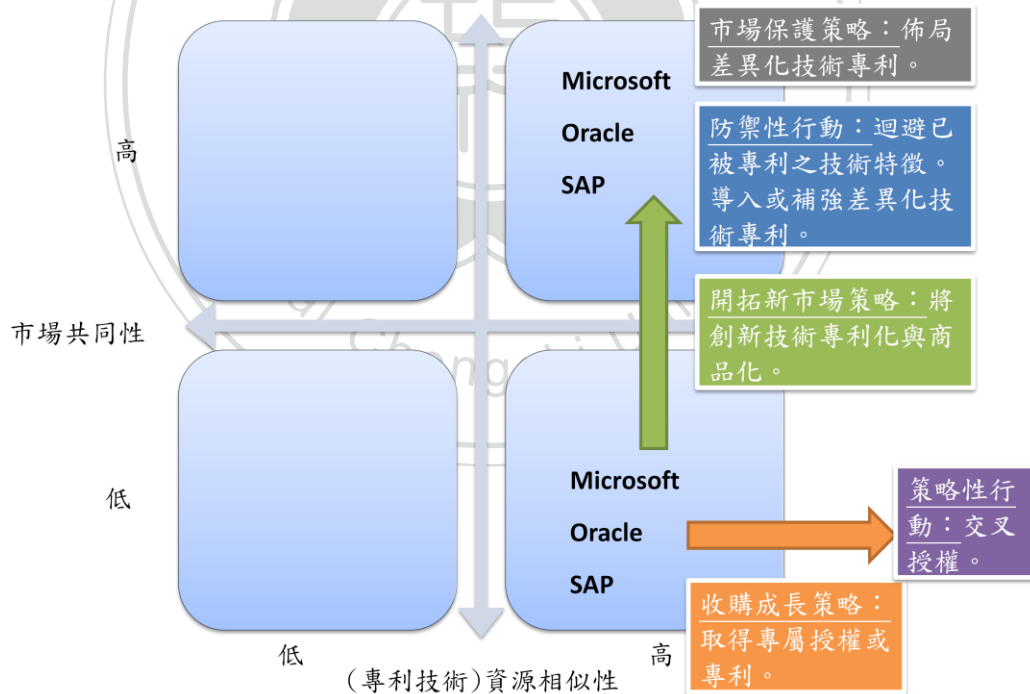 Microsoft
Oracle
SAP
市場保護策略：佈局
差異化技術專利。
高
防禦性行動：迴避已
被專利之技術特徵。
導入或補強差異化技
術專利。
市場共同性
開拓新市場策略：將
創新技術專利化與商
品化。
低
Microsoft
Oracle
SAP
策略性行
動：交叉
授權。
收購成長策略：
取得專屬授權或
專利。
低
高
(專利技術)資源相似性